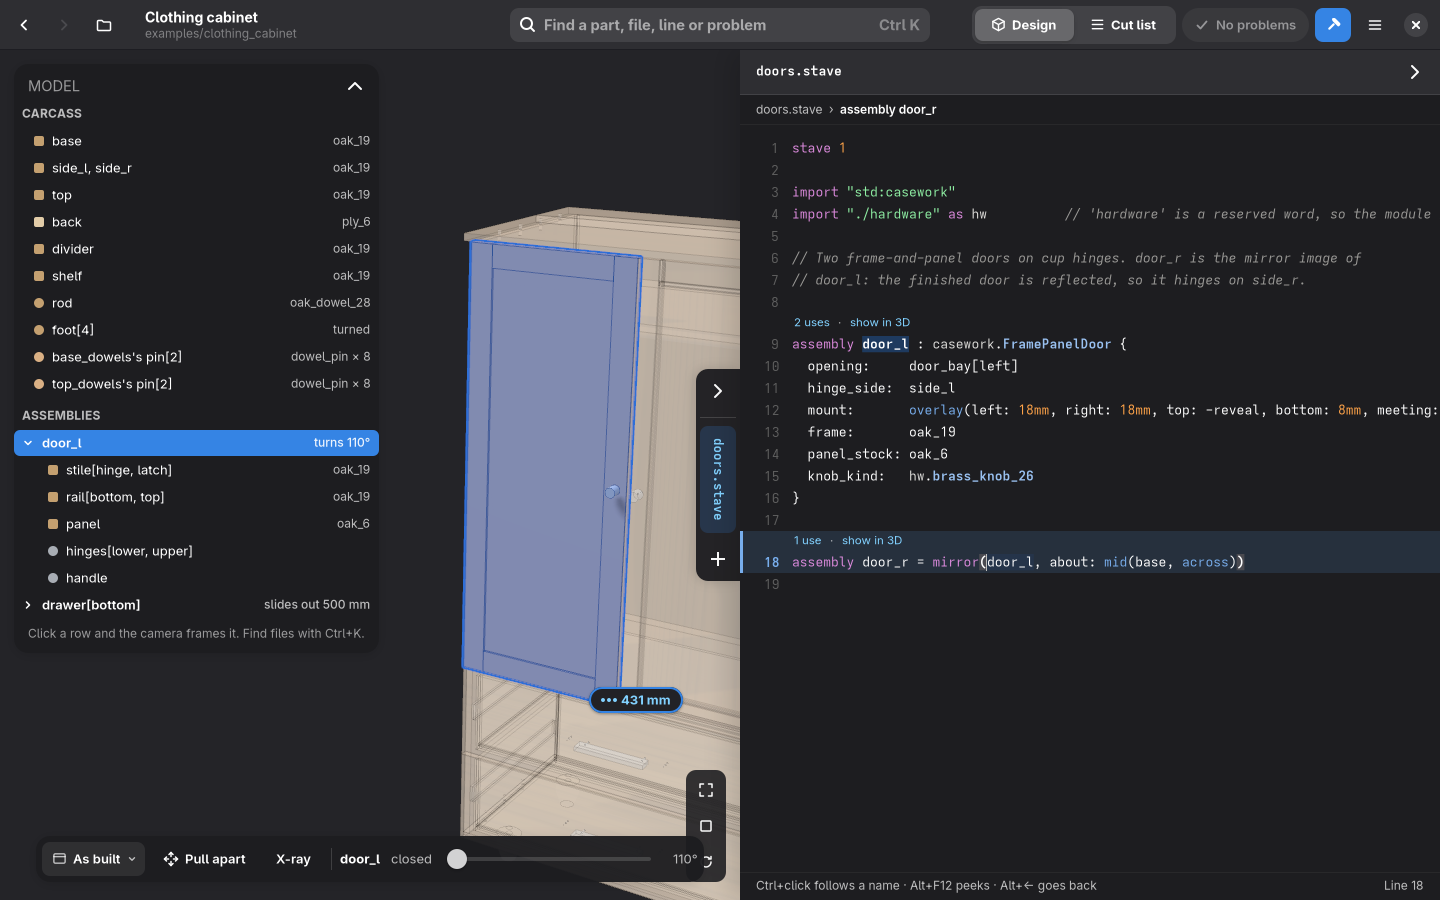 Clothing cabinet
examples/clothing_cabinet
Find a part, file, line or problem Ctrl K
Design
Cut list
No problems
MODEL
CARCASS
base oak_19
side_l, side_r oak_19
top oak_19
back ply_6
divider oak_19
shelf oak_19
rod oak_dowel_28
foot[4] turned
base_dowels's pin[2] dowel_pin × 8
top_dowels's pin[2] dowel_pin × 8
ASSEMBLIES
door_l turns 110°
stile[hinge, latch] oak_19
rail[bottom, top] oak_19
panel oak_6
hinges[lower, upper]
handle
drawer[bottom] slides out 500 mm
Click a row and the camera frames it. Find files with Ctrl+K.
••• 431 mm
doors.stave
As built
Pull apart
X-ray
door_l closed 110°
doors.stave
doors.stave › assembly door_r
1 stave 1
2
3 import "std:casework"
4 import "./hardware" as hw // 'hardware' is a reserved word, so the module
5
6 // Two frame-and-panel doors on cup hinges. door_r is the mirror image of
7 // door_l: the finished door is reflected, so it hinges on side_r.
8
2 uses · show in 3D
9 assembly door_l : casework.FramePanelDoor {
10 opening: door_bay[left]
11 hinge_side: side_l
12 mount: overlay(left: 18mm, right: 18mm, top: -reveal, bottom: 8mm, meeting:
13 frame: oak_19
14 panel_stock: oak_6
15 knob_kind: hw.brass_knob_26
16 }
17
1 use · show in 3D
18 assembly door_r = mirror(door_l, about: mid(base, across))
19
Ctrl+click follows a name · Alt+F12 peeks · Alt+← goes back
Line 18